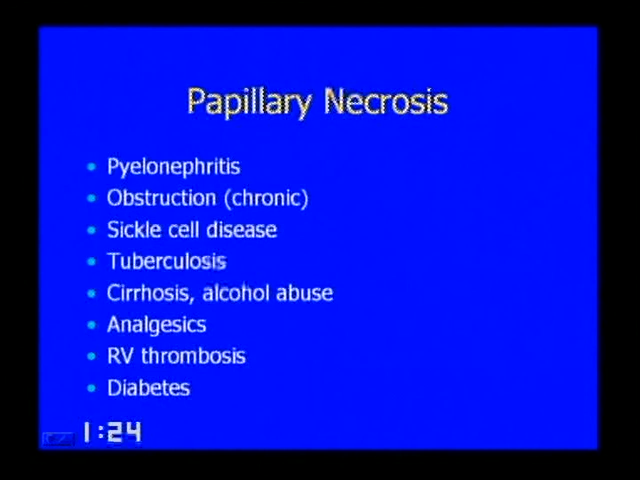 Papillary Necrosis
• Pyelonephritis
• Obstruction (chronic)
• Sickle cell disease
• Tuberculosis
• Cirrhosis, alcohol abuse
• Analgesics
• RV thrombosis
• Diabetes
1:24